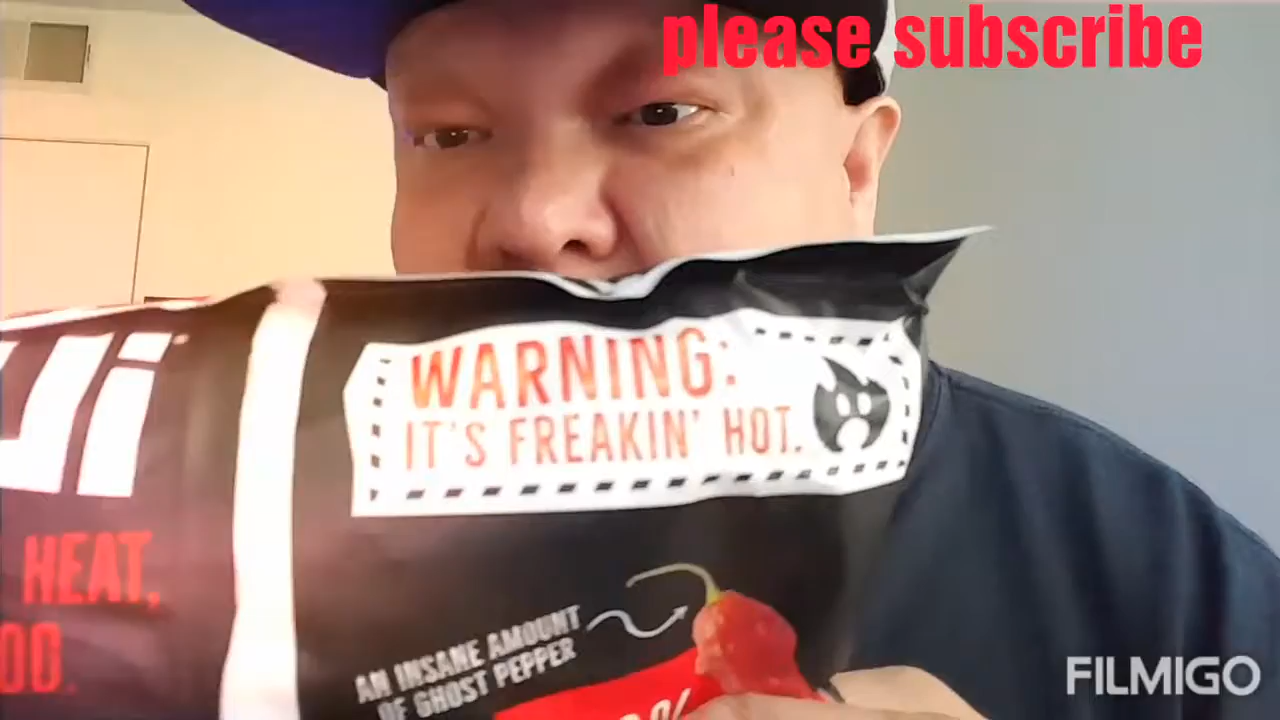 please subscribe
WARNING:
IT'S FREAKIN' HOT.
HEAT,
AN INSANE AMOUNT
OF GHOST PEPPER
FILMIGO